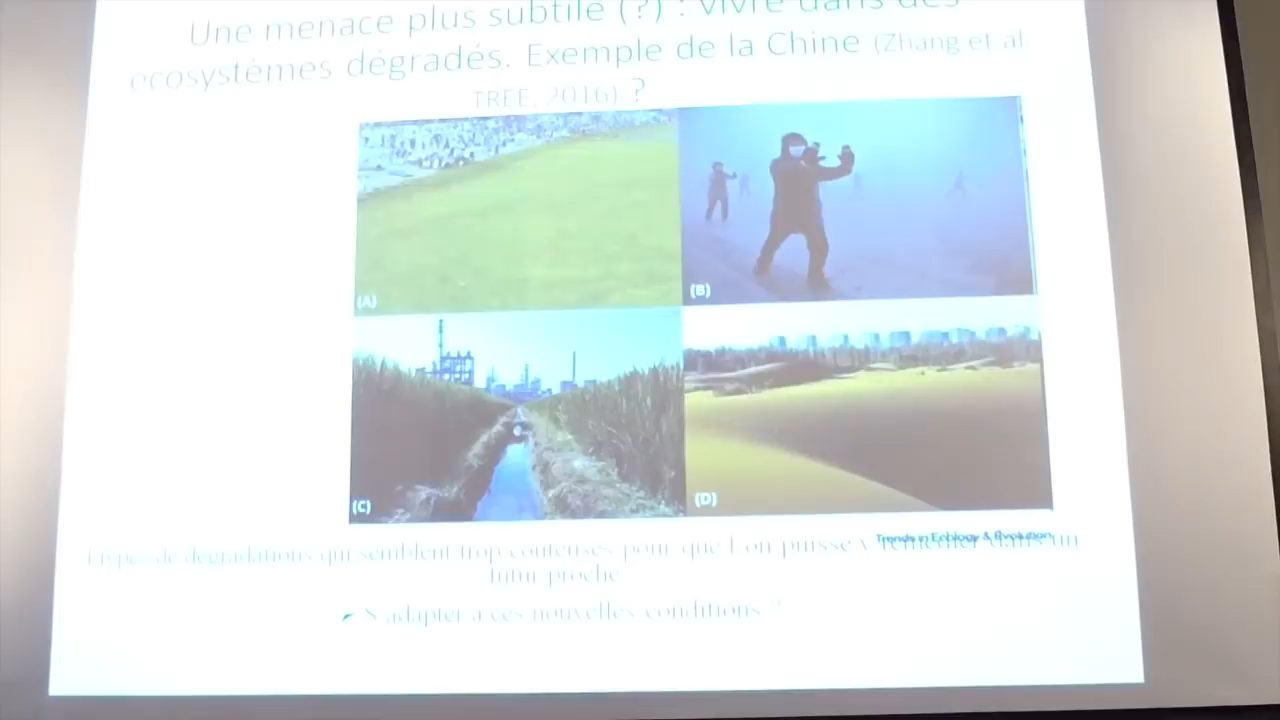 Une menace plus subtile (?) : vivre dans des
écosystèmes dégradés. Exemple de la Chine (Zhang et al
TREE, 2016) ?
(A)
(B)
(C)
(D)
Trends in Ecology & Evolution
types de dégradations qui semblent trop couteuses pour que l'on puisse y remédier dans un
futur proche
S'adapter à ces nouvelles conditions ?